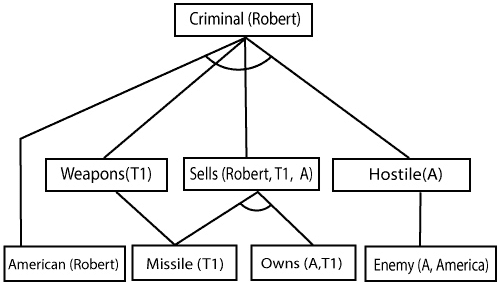 Criminal (Robert)
Weapons(T1)
Sells (Robert, T1, A)
Hostile(A)
American (Robert)
Missile (T1)
Owns (A,T1)
Enemy (A, America)